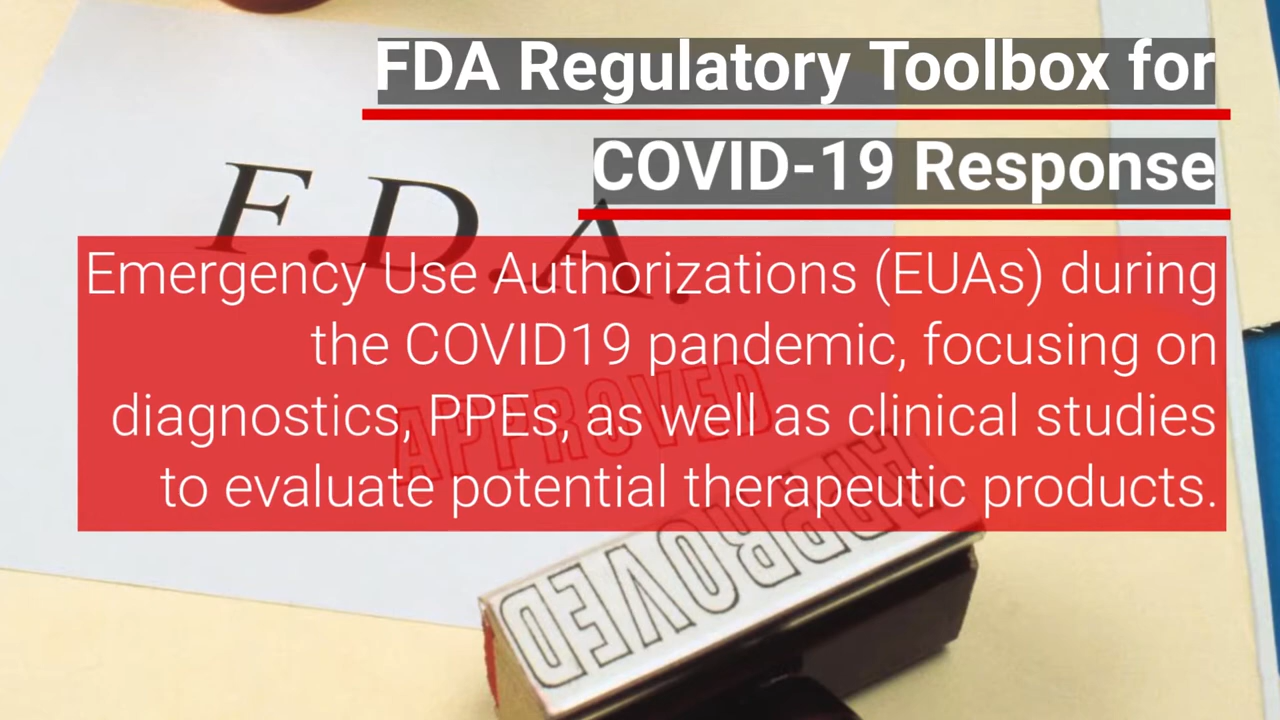 FDA Regulatory Toolbox for
COVID-19 Response
F.D.A.
Emergency Use Authorizations (EUAs) during
the COVID19 pandemic, focusing on
diagnostics, PPEs, as well as clinical studies
to evaluate potential therapeutic products.
APPROVED
APPROVED